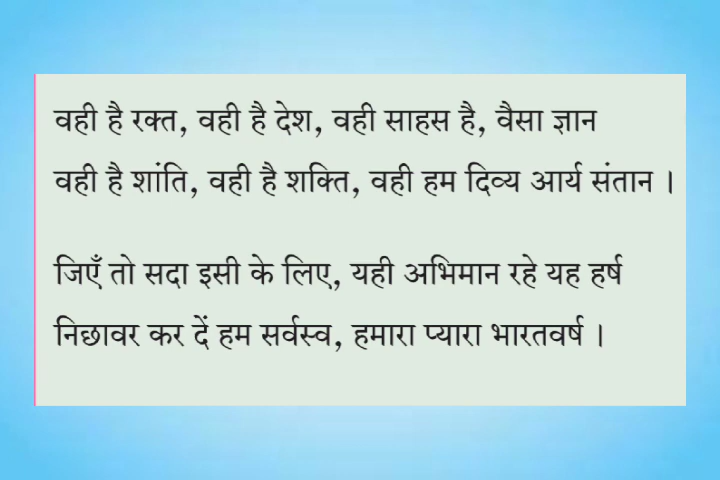 वही है रक्त, वही है देश, वही साहस है, वैसा ज्ञान
वही है शांति, वही है शक्ति, वही हम दिव्य आर्य संतान ।
जिएँ तो सदा इसी के लिए, यही अभिमान रहे यह हर्ष
निछावर कर दें हम सर्वस्व, हमारा प्यारा भारतवर्ष ।